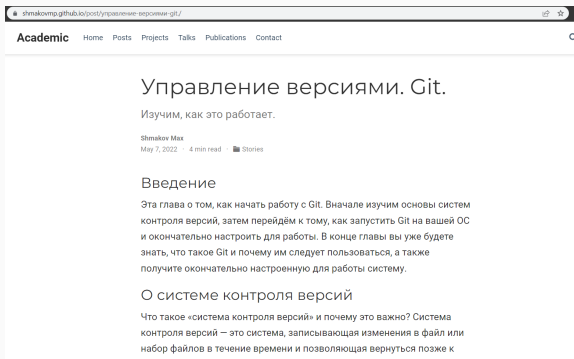 shmakovmp.github.io/post/управление-версиями-git./
Academic Home Posts Projects Talks Publications Contact
Управление версиями. Git.
Изучим, как это работает.
Shmakov Max
May 7, 2022 · 4 min read · Stories
Введение
Эта глава о том, как начать работу с Git. Вначале изучим основы систем
контроля версий, затем перейдём к тому, как запустить Git на вашей ОС
и окончательно настроить для работы. В конце главы вы уже будете
знать, что такое Git и почему им следует пользоваться, а также
получите окончательно настроенную для работы систему.
О системе контроля версий
Что такое «система контроля версий» и почему это важно? Система
контроля версий — это система, записывающая изменения в файл или
набор файлов в течение времени и позволяющая вернуться позже к